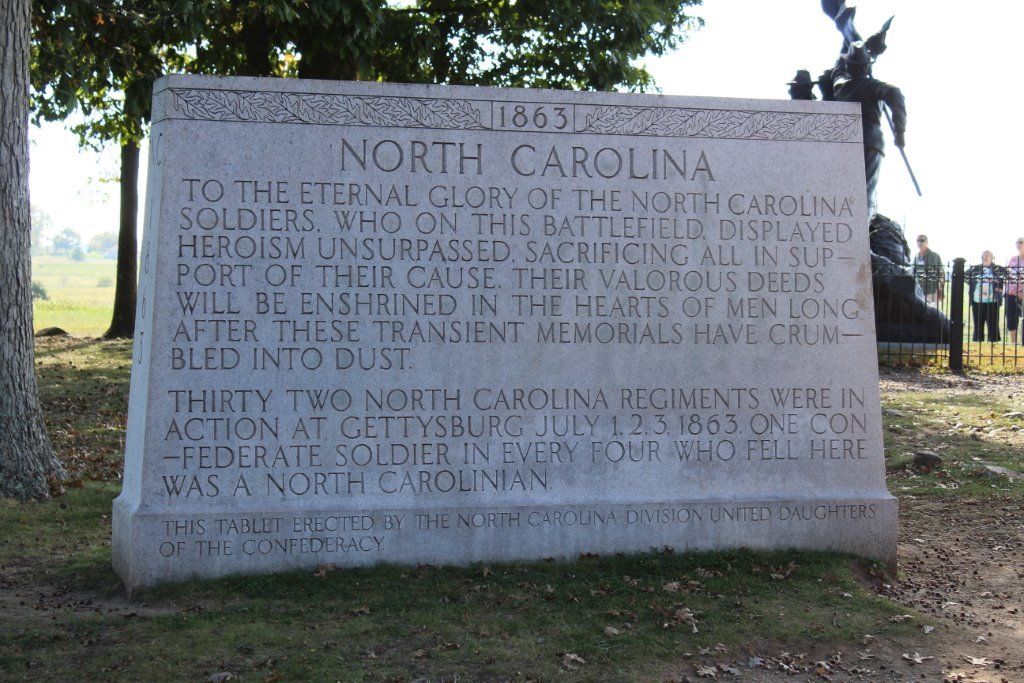 1863
NORTH CAROLINA
TO THE ETERNAL GLORY OF THE NORTH CAROLINA
SOLDIERS. WHO ON THIS BATTLEFIELD, DISPLAYED
HEROISM UNSURPASSED, SACRIFICING ALL IN SUP-
PORT OF THEIR CAUSE. THEIR VALOROUS DEEDS
WILL BE ENSHRINED IN THE HEARTS OF MEN LONG
AFTER THESE TRANSIENT MEMORIALS HAVE CRUM-
BLED INTO DUST.
THIRTY TWO NORTH CAROLINA REGIMENTS WERE IN
ACTION AT GETTYSBURG JULY 1, 2, 3, 1863. ONE CON
-FEDERATE SOLDIER IN EVERY FOUR WHO FELL HERE
WAS A NORTH CAROLINIAN.
THIS TABLET ERECTED BY THE NORTH CAROLINA DIVISION UNITED DAUGHTERS
OF THE CONFEDERACY.